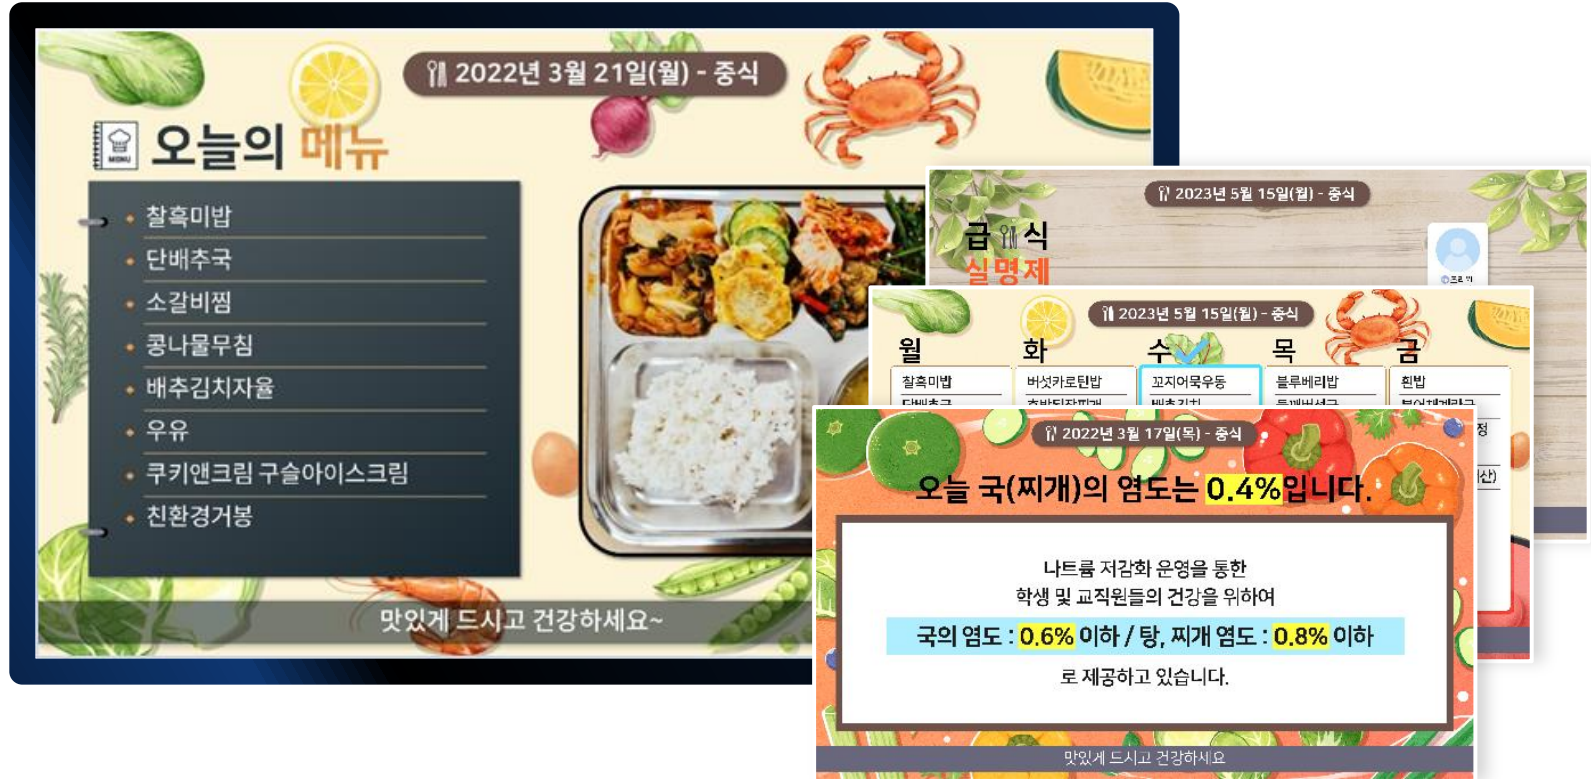 2022년 3월 21일(월) - 중식
MENU
오늘의 메뉴
찰흑미밥
단배추국
소갈비찜
콩나물무침
배추김치자율
우유
쿠키앤크림 구슬아이스크림
친환경거봉
맛있게 드시고 건강하세요~
2023년 5월 15일(월) - 중식
급식
실명제
2023년 5월 15일(월) - 중식
월 화 수 목 금
찰흑미밥 버섯카로틴밥 꼬지어묵우동 블루베리밥 흰밥
2022년 3월 17일(목) - 중식
오늘 국(찌개)의 염도는 0.4%입니다.
나트륨 저감화 운영을 통한
학생 및 교직원들의 건강을 위하여
국의 염도 : 0.6% 이하 / 탕, 찌개 염도 : 0.8% 이하
로 제공하고 있습니다.
맛있게 드시고 건강하세요